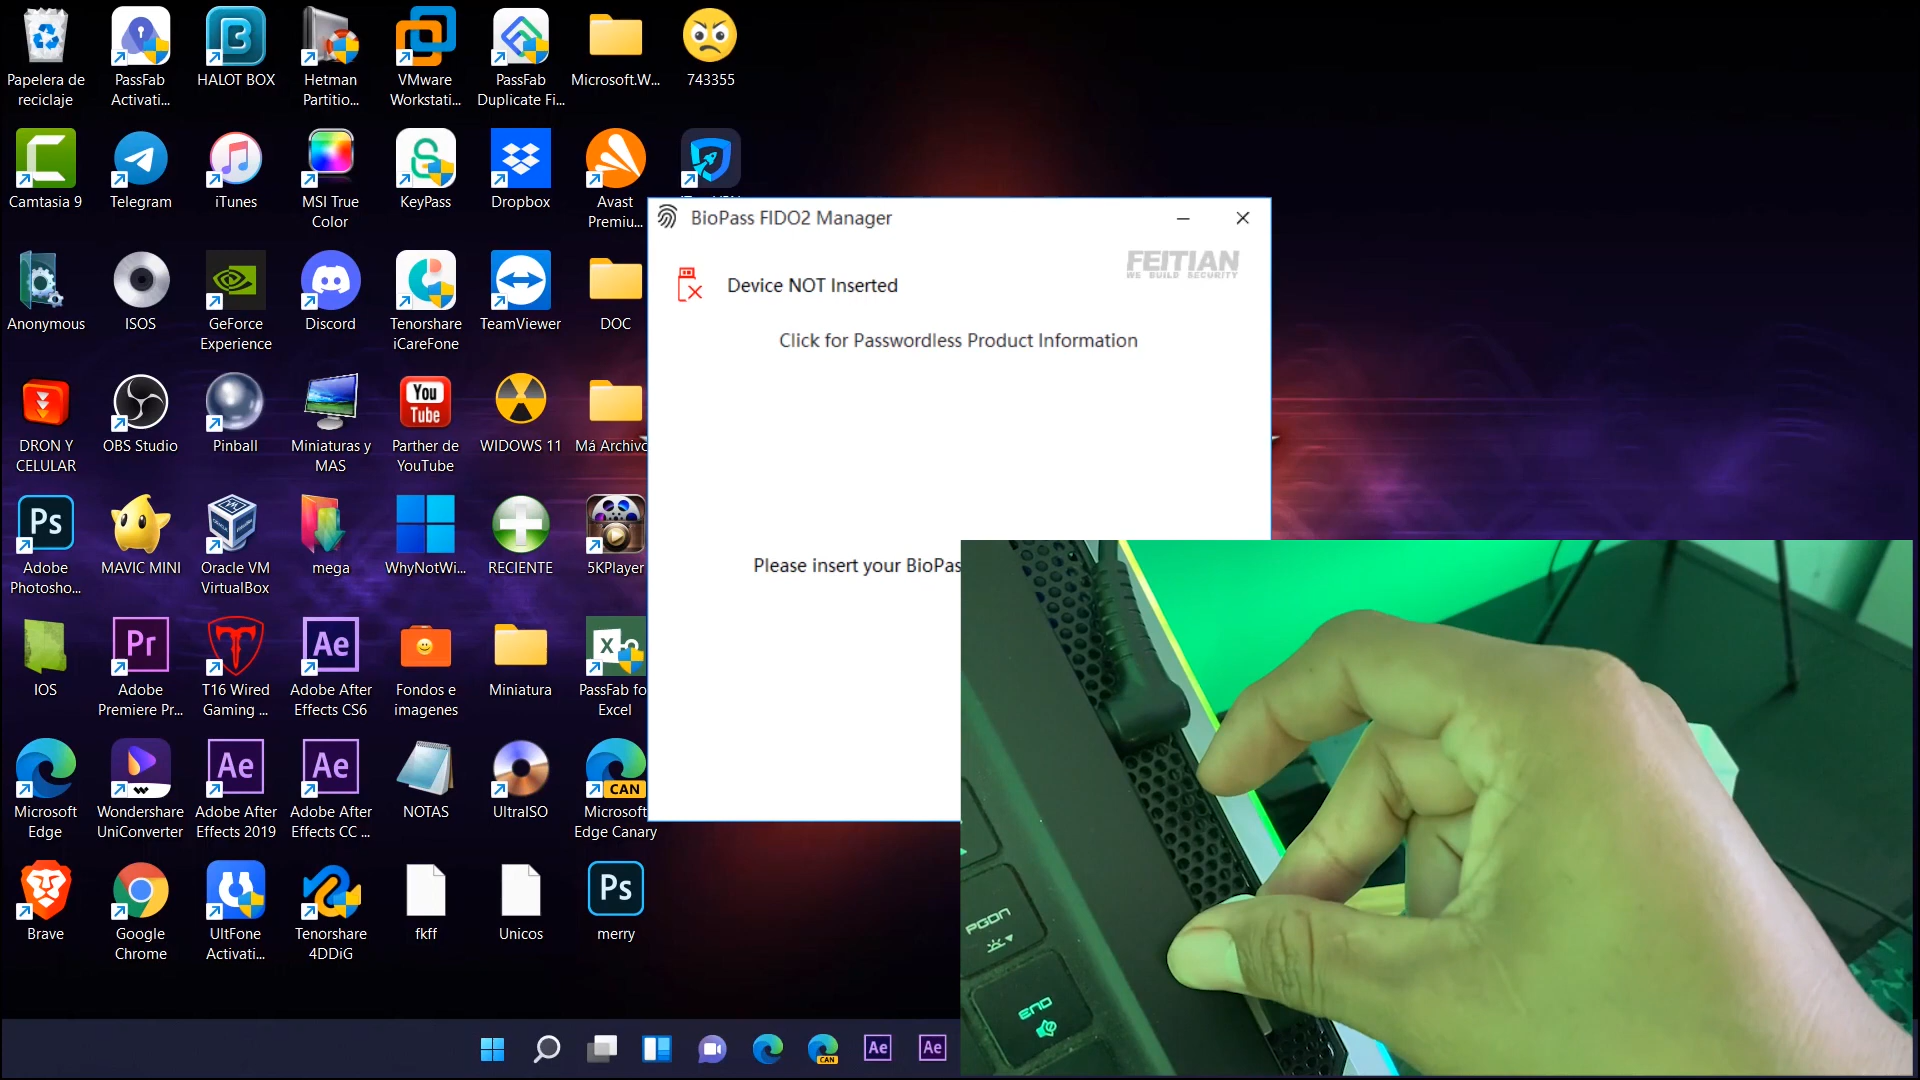 Papelera de
reciclaje
PassFab
Activati...
HALOT BOX
Hetman
Partitio...
VMware
Workstati...
PassFab
Duplicate Fi...
Microsoft.W...
743355
Camtasia 9
Telegram
iTunes
MSI True
Color
KeyPass
Dropbox
Avast
Premiu...
BioPass FIDO2 Manager
FEITIAN
WE BUILD SECURITY
Device NOT Inserted
Click for Passwordless Product Information
Please insert your BioPas
Anonymous
ISOS
GeForce
Experience
Discord
Tenorshare
iCareFone
TeamViewer
DOC
DRON Y
CELULAR
OBS Studio
Pinball
Miniaturas y
MAS
You
Tube
Parther de
YouTube
WIDOWS 11
Má Archivo
Ps
Adobe
Photosho...
MAVIC MINI
Oracle VM
VirtualBox
mega
WhyNotWi...
RECIENTE
5KPlayer
IOS
Pr
Adobe
Premiere Pr...
T16 Wired
Gaming ...
Ae
Adobe After
Effects CS6
Fondos e
imagenes
Miniatura
X
PassFab fo
Excel
Microsoft
Edge
Wondershare
UniConverter
Ae
Adobe After
Effects 2019
Ae
Adobe After
Effects CC ...
NOTAS
UltraISO
CAN
Microsoft
Edge Canary
Brave
Google
Chrome
UltFone
Activati...
Tenorshare
4DDiG
fkff
Unicos
Ps
merry
PGDN
END
CAN
Ae
Ae